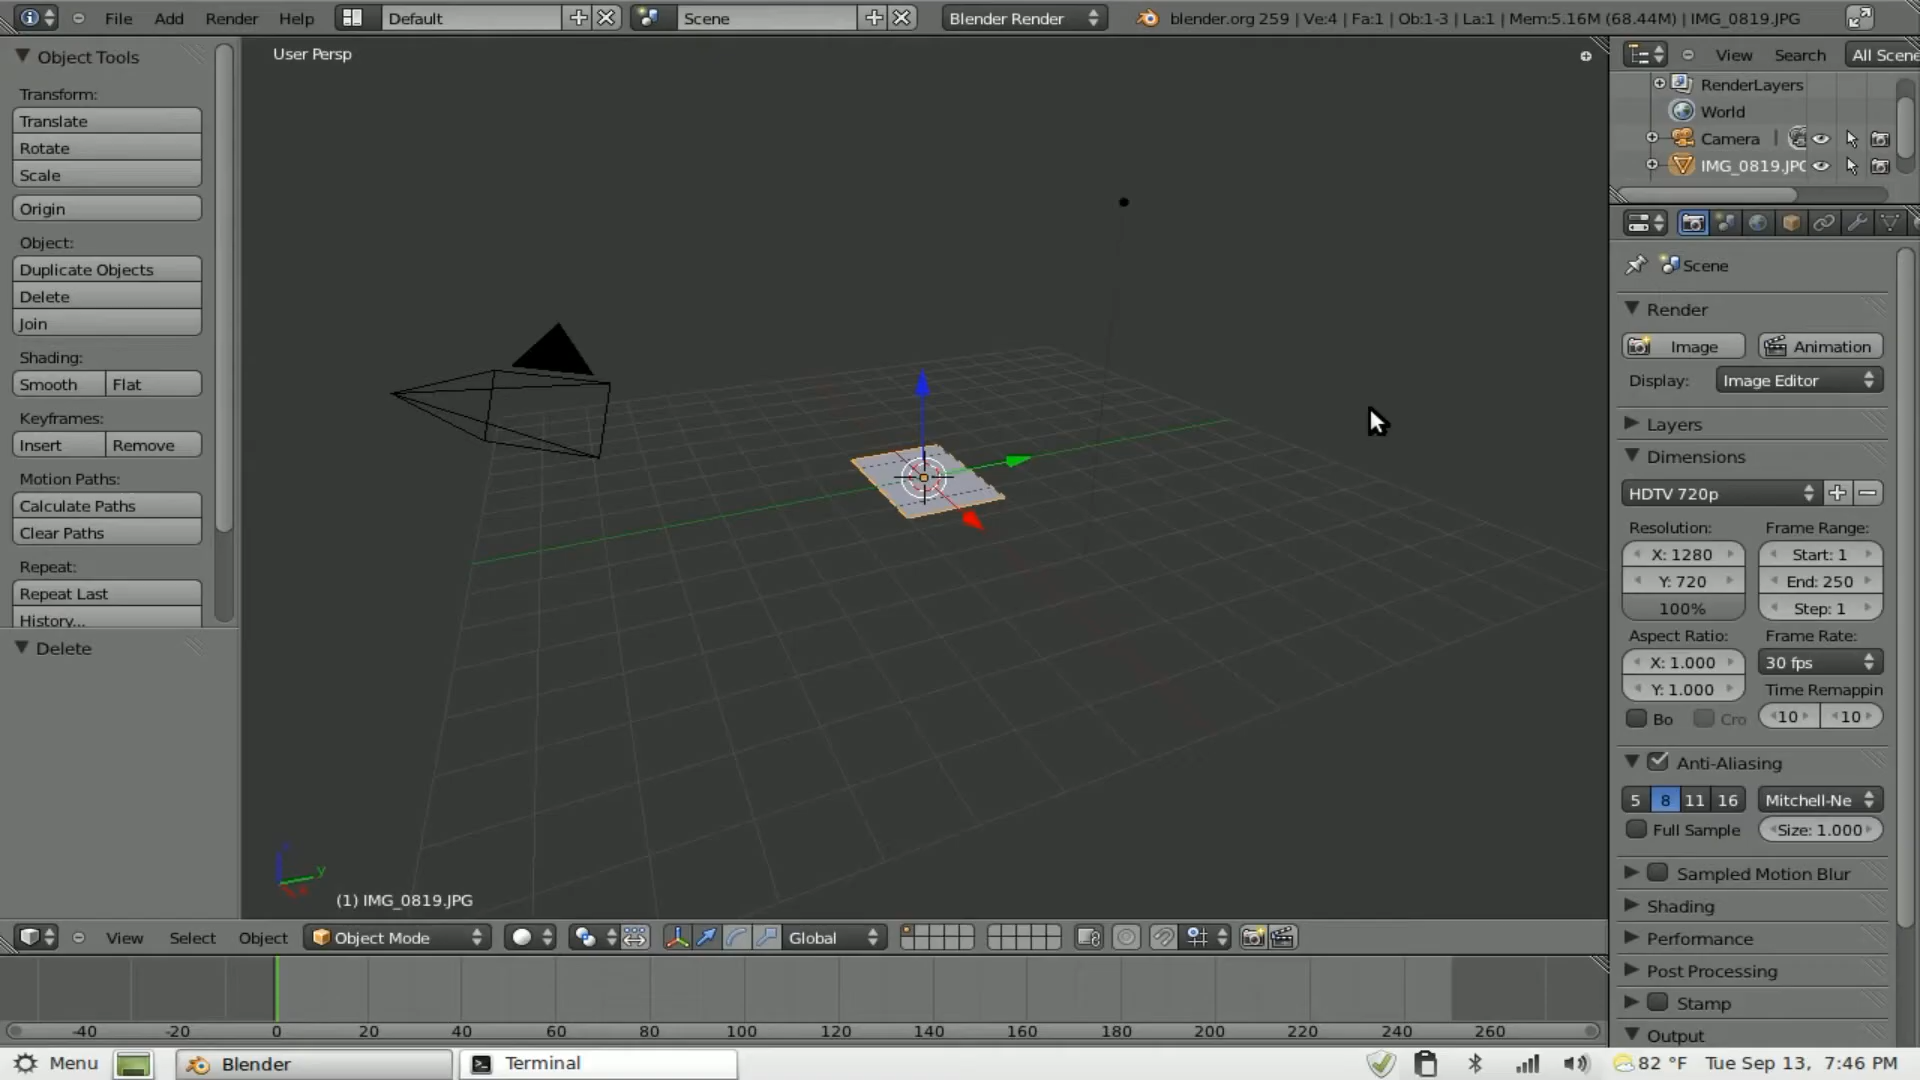 File Add Render Help Default Scene Blender Render blender.org 259 | Ve:4 | Fa:1 | Ob:1-3 | La:1 | Mem:5.16M (68.44M) | IMG_0819.JPG
Object Tools
Transform:
Translate
Rotate
Scale
Origin
Object:
Duplicate Objects
Delete
Join
Shading:
Smooth Flat
Keyframes:
Insert Remove
Motion Paths:
Calculate Paths
Clear Paths
Repeat:
Repeat Last
History...
Delete
User Persp
y
(1) IMG_0819.JPG
View Search All Scene
RenderLayers
World
Camera
IMG_0819.JPG
Scene
Render
Image Animation
Display: Image Editor
Layers
Dimensions
HDTV 720p
Resolution: Frame Range:
X: 1280 Start: 1
Y: 720 End: 250
100% Step: 1
Aspect Ratio: Frame Rate:
X: 1.000 30 fps
Y: 1.000 Time Remappin
Bo Cro 10 10
Anti-Aliasing
5 8 11 16 Mitchell-Ne
Full Sample Size: 1.000
Sampled Motion Blur
Shading
Performance
Post Processing
Stamp
Output
View Select Object Object Mode Global
-40 -20 0 20 40 60 80 100 120 140 160 180 200 220 240 260
Menu Blender Terminal 82 °F Tue Sep 13, 7:46 PM